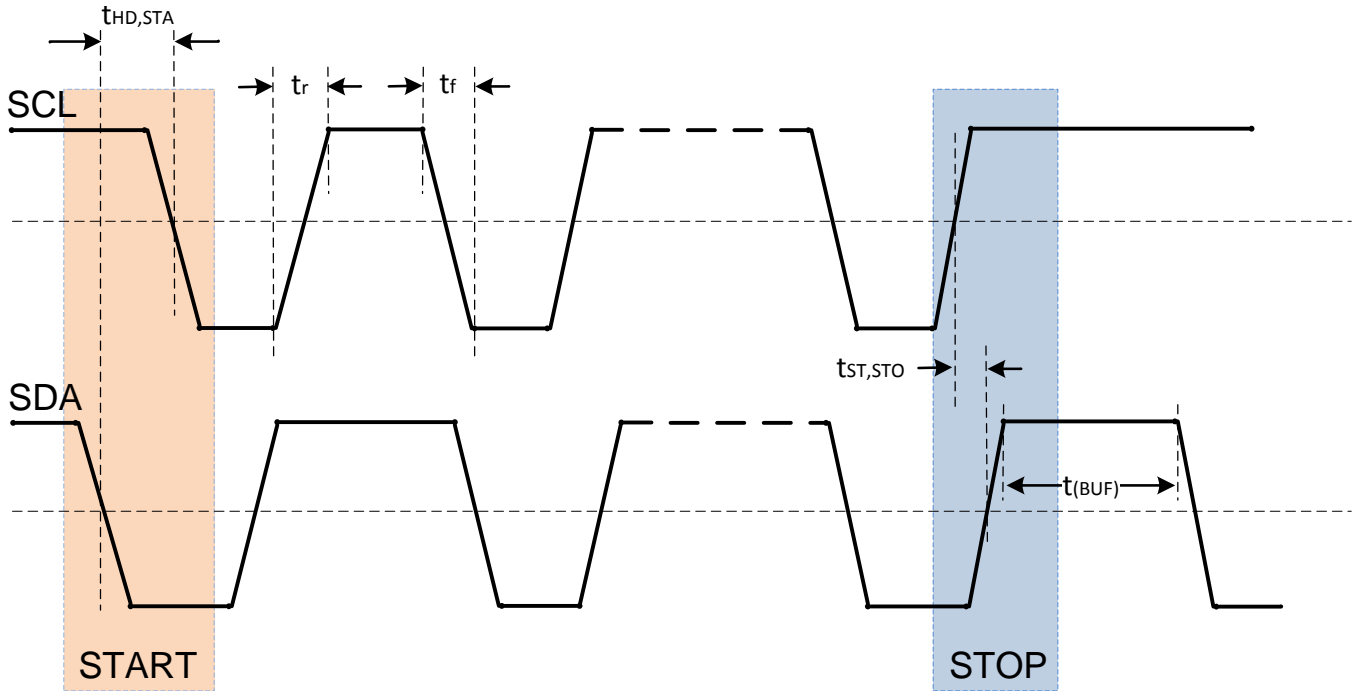 tHD,STA
tr
tf
SCL
tST,STO
SDA
t(BUF)
START
STOP